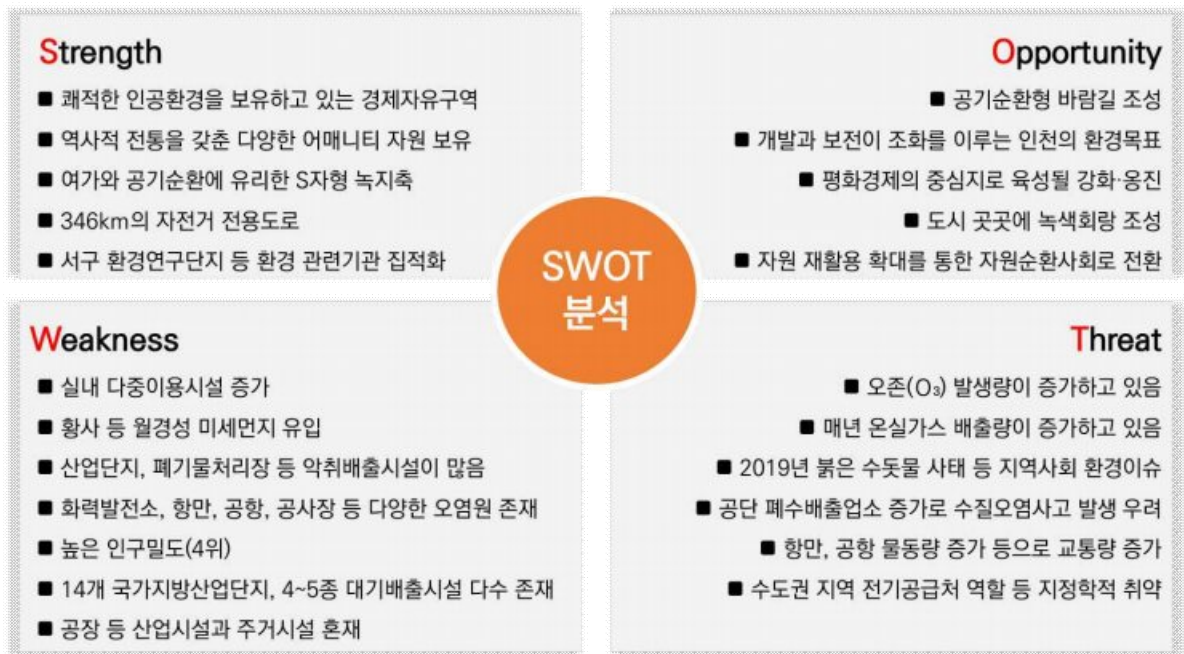 Strength
■ 쾌적한 인공환경을 보유하고 있는 경제자유구역
■ 역사적 전통을 갖춘 다양한 어매니티 자원 보유
■ 여가와 공기순환에 유리한 S자형 녹지축
■ 346km의 자전거 전용도로
■ 서구 환경연구단지 등 환경 관련기관 집적화
Opportunity
■ 공기순환형 바람길 조성
■ 개발과 보전이 조화를 이루는 인천의 환경목표
■ 평화경제의 중심지로 육성될 강화·옹진
■ 도시 곳곳에 녹색회랑 조성
■ 자원 재활용 확대를 통한 자원순환사회로 전환
SWOT
분석
Weakness
■ 실내 다중이용시설 증가
■ 황사 등 월경성 미세먼지 유입
■ 산업단지, 폐기물처리장 등 악취배출시설이 많음
■ 화력발전소, 항만, 공항, 공사장 등 다양한 오염원 존재
■ 높은 인구밀도(4위)
■ 14개 국가지방산업단지, 4~5종 대기배출시설 다수 존재
■ 공장 등 산업시설과 주거시설 혼재
Threat
■ 오존(O₃) 발생량이 증가하고 있음
■ 매년 온실가스 배출량이 증가하고 있음
■ 2019년 붉은 수돗물 사태 등 지역사회 환경이슈
■ 공단 폐수배출업소 증가로 수질오염사고 발생 우려
■ 항만, 공항 물동량 증가 등으로 교통량 증가
■ 수도권 지역 전기공급처 역할 등 지정학적 취약